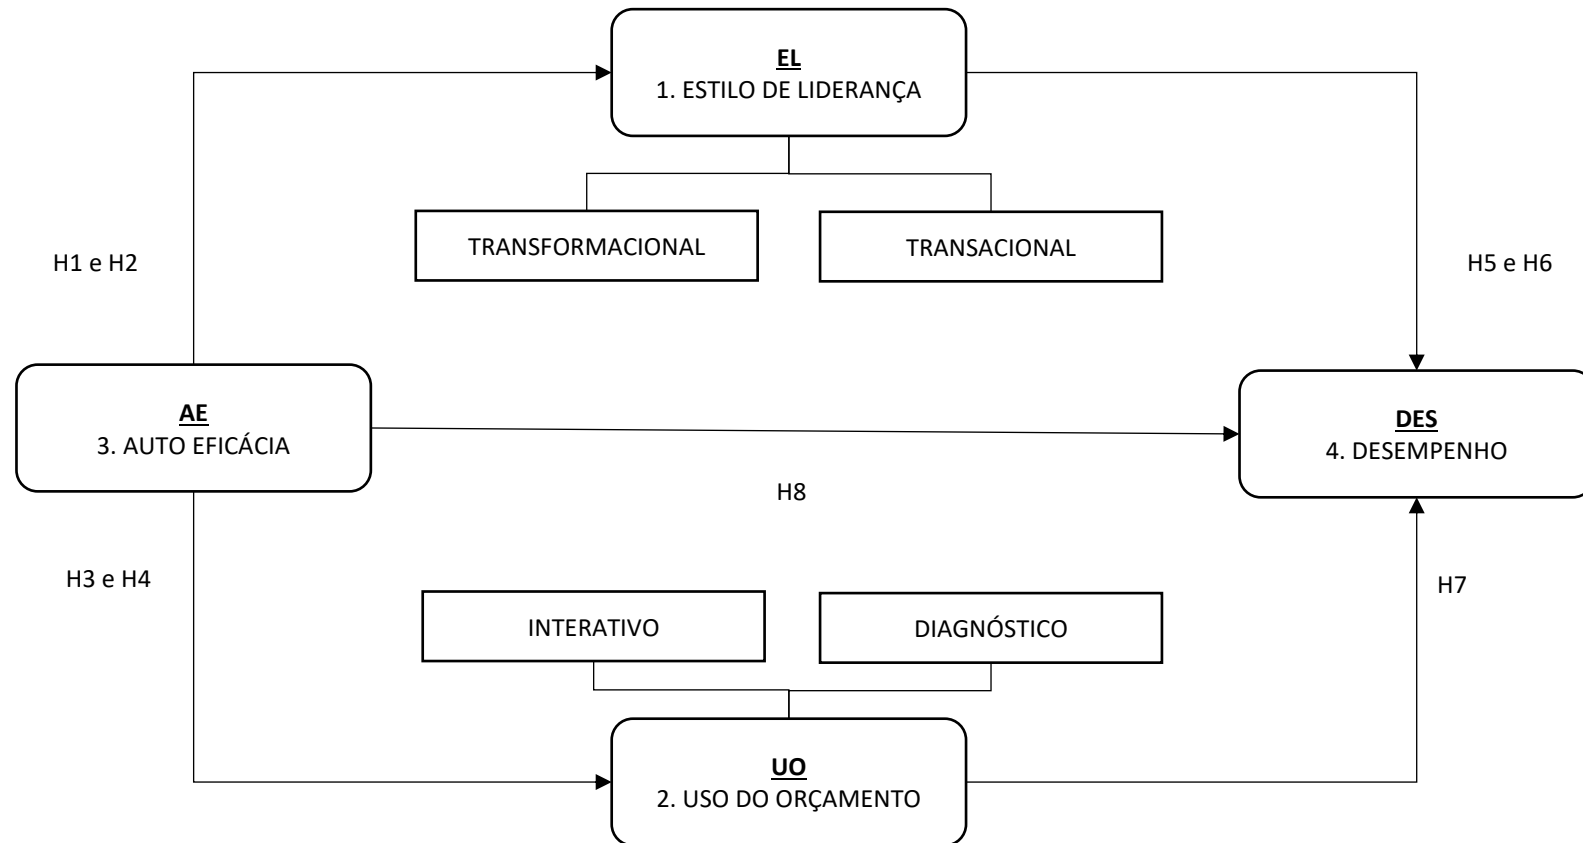 EL
1. ESTILO DE LIDERANÇA
TRANSFORMACIONAL
TRANSACIONAL
H1 e H2
H5 e H6
AE
3. AUTO EFICÁCIA
DES
4. DESEMPENHO
H8
H3 e H4
H7
INTERATIVO
DIAGNÓSTICO
UO
2. USO DO ORÇAMENTO